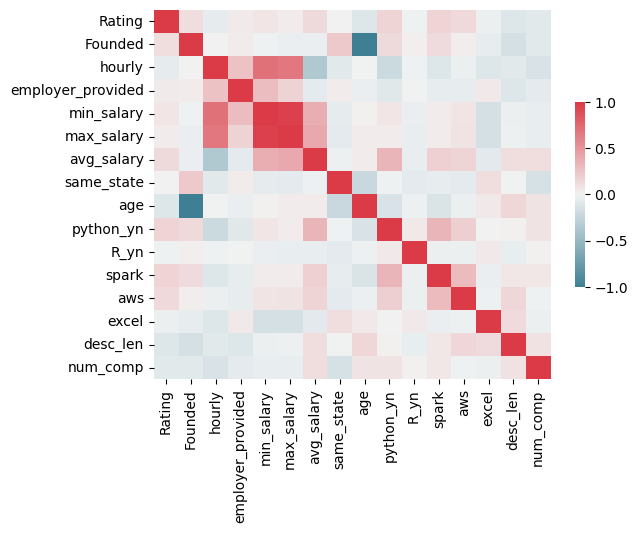 Rating
Founded
hourly
employer_provided
min_salary
max_salary
avg_salary
same_state
age
python_yn
R_yn
spark
aws
excel
desc_len
num_comp
Rating
Founded
hourly
employer_provided
min_salary
max_salary
avg_salary
same_state
age
python_yn
R_yn
spark
aws
excel
desc_len
num_comp
1.0
0.5
0.0
−0.5
−1.0